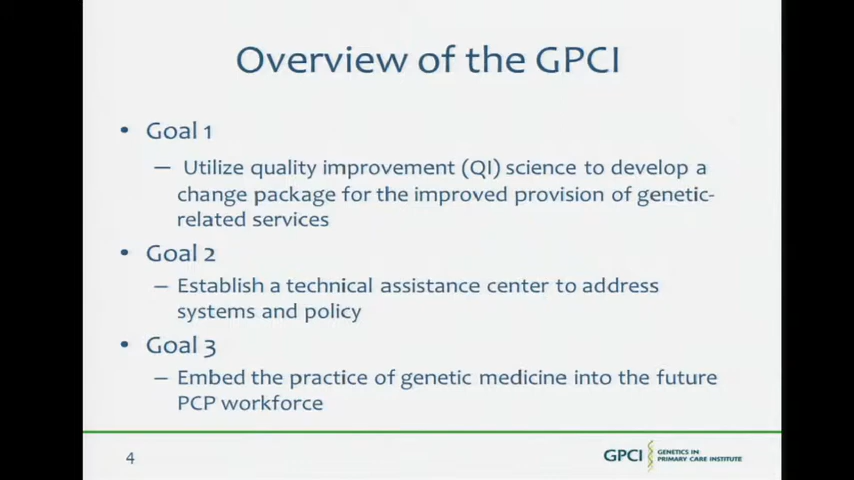 Overview of the GPCI
• Goal 1
– Utilize quality improvement (QI) science to develop a
change package for the improved provision of genetic-
related services
• Goal 2
– Establish a technical assistance center to address
systems and policy
• Goal 3
– Embed the practice of genetic medicine into the future
PCP workforce
4
GPCI
GENETICS IN
PRIMARY CARE INSTITUTE